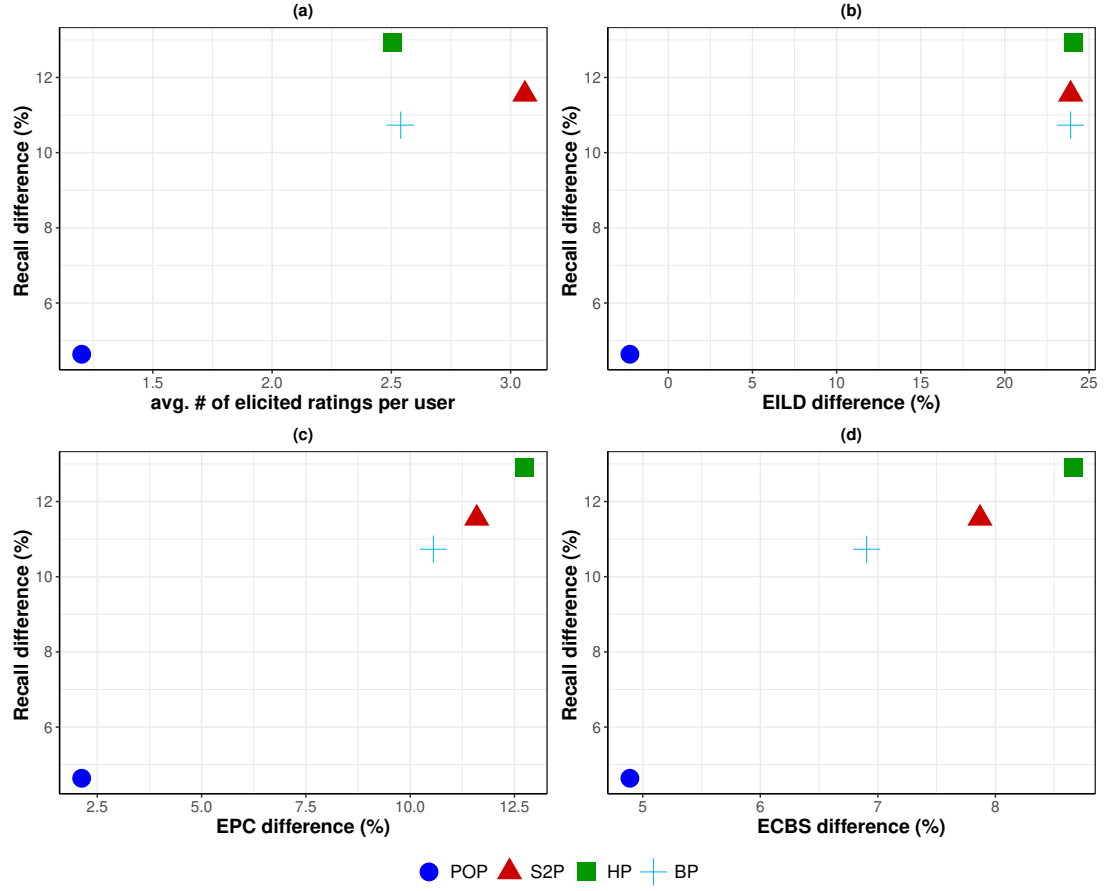 (a)
Recall difference (%)
12
10
8
6
1.5 2.0 2.5 3.0
avg. # of elicited ratings per user
(b)
Recall difference (%)
12
10
8
6
0 5 10 15 20 25
EILD difference (%)
(c)
Recall difference (%)
12
10
8
6
2.5 5.0 7.5 10.0 12.5
EPC difference (%)
(d)
Recall difference (%)
12
10
8
6
5 6 7 8
ECBS difference (%)
POP S2P HP BP